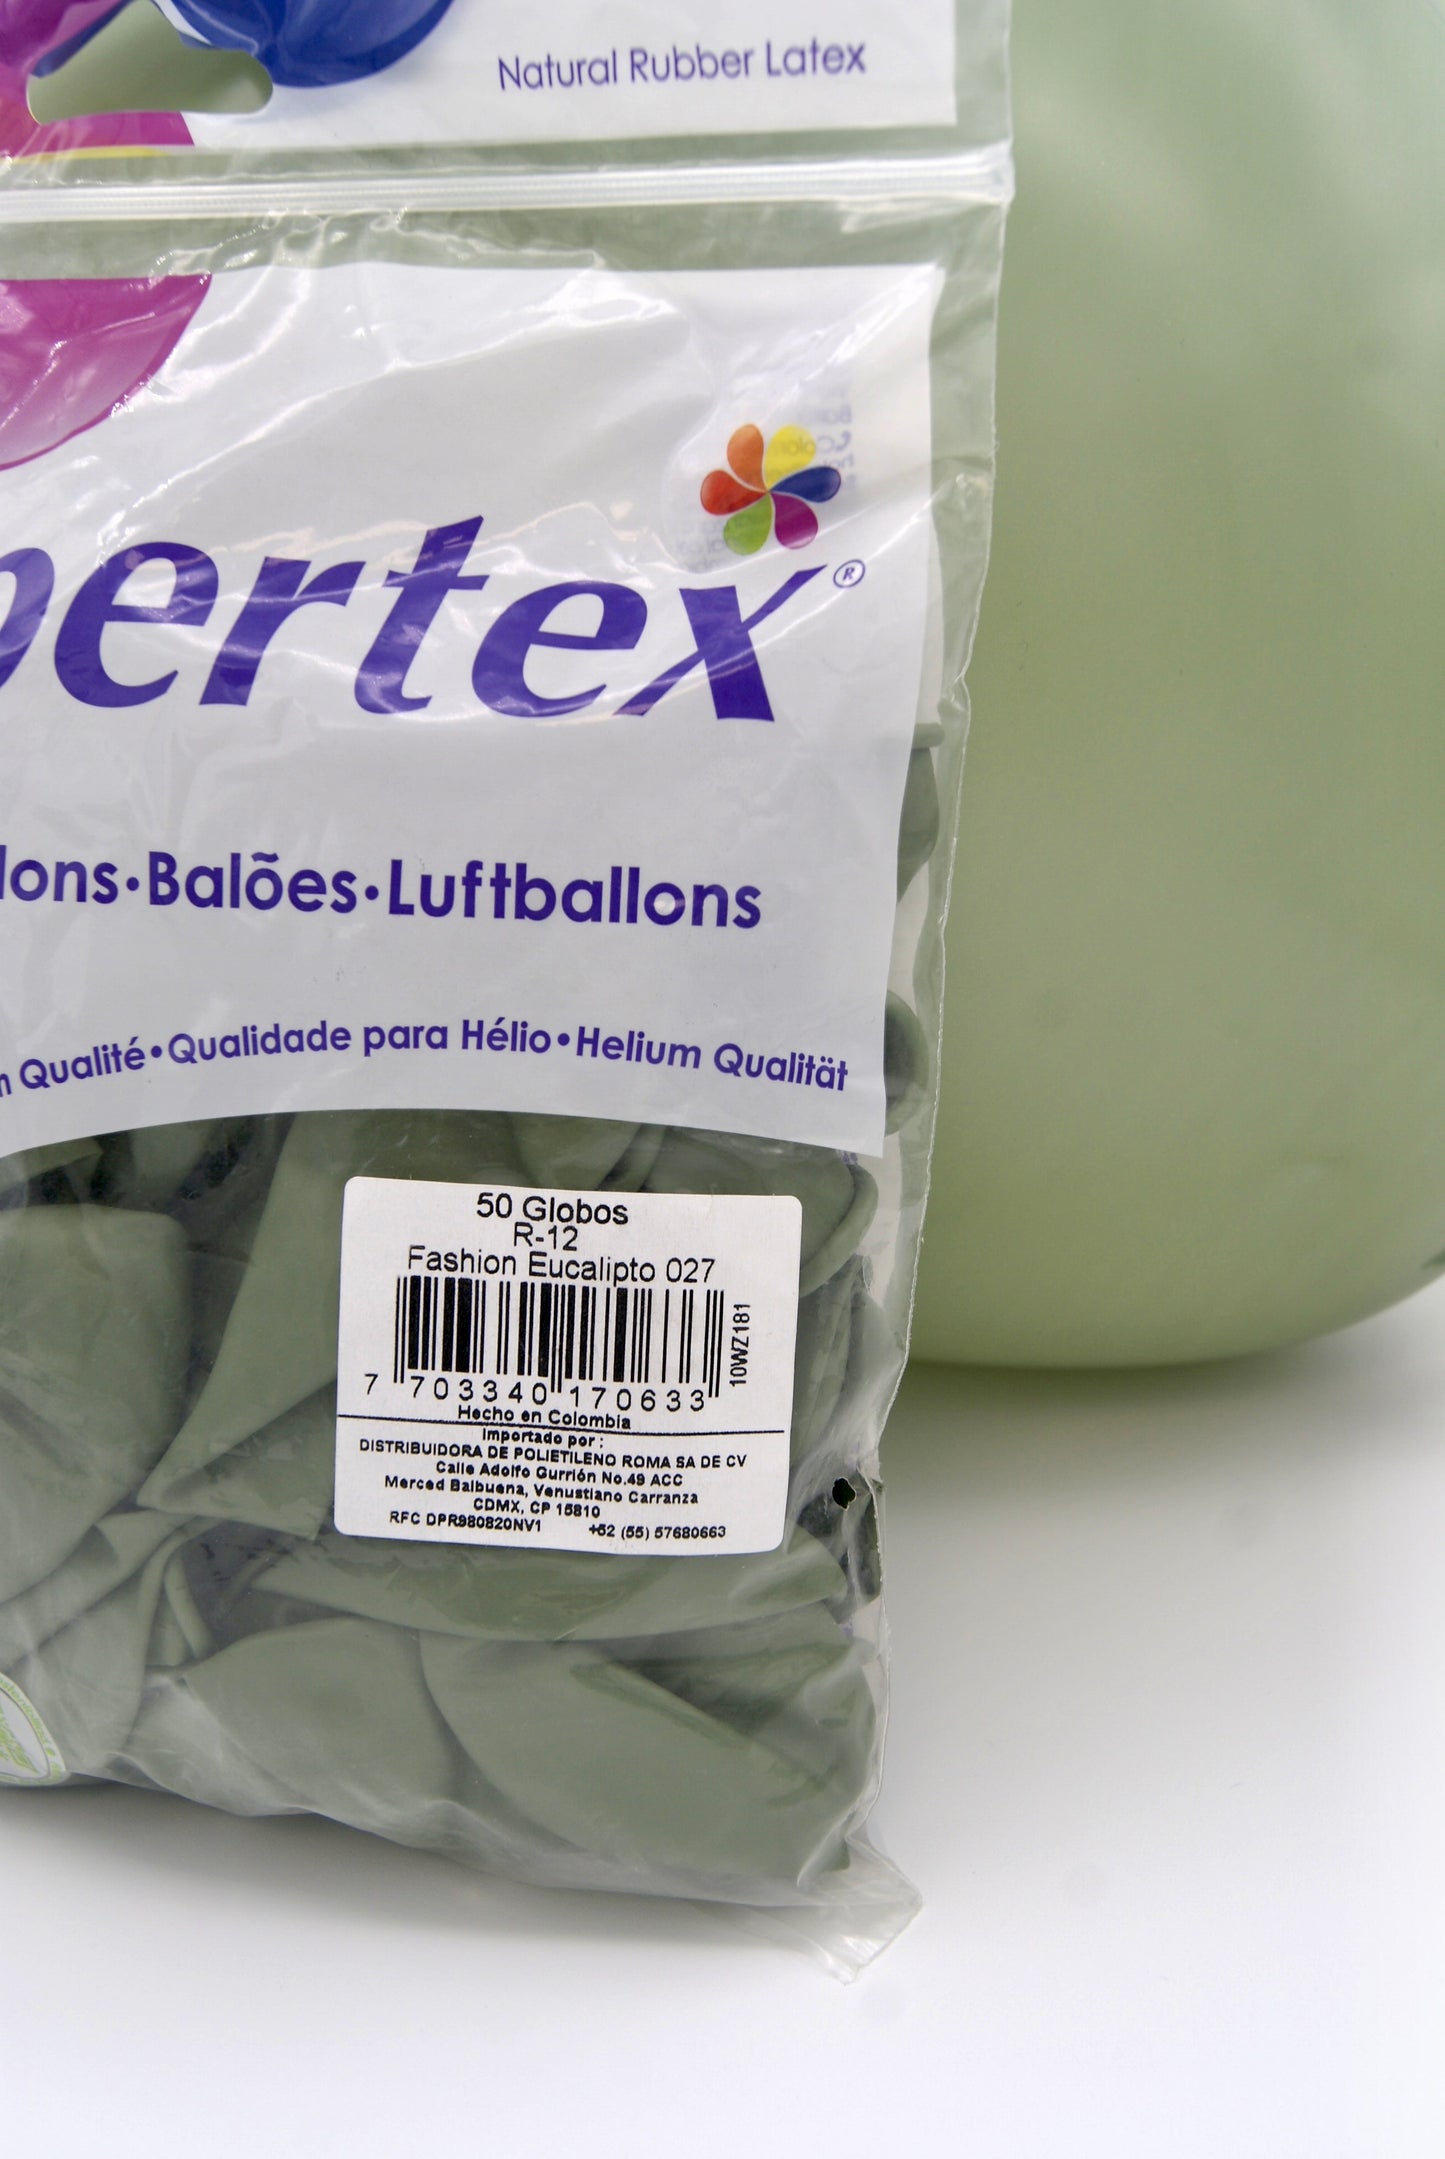 Natural Rubber Latex
pertex®
lons•Balões•Luftballons
Qualité•Qualidade para Hélio•Helium Qualität
50 Globos
R-12
Fashion Eucalipto 027
10WZ181
7 703340 170633
Hecho en Colombia
Importado por :
DISTRIBUIDORA DE POLIETILENO ROMA SA DE CV
Calle Adolfo Gurrión No.49 ACC
Merced Balbuena, Venustiano Carranza
CDMX, CP 15810
RFC DPR980820NV1 +52 (55) 57680663